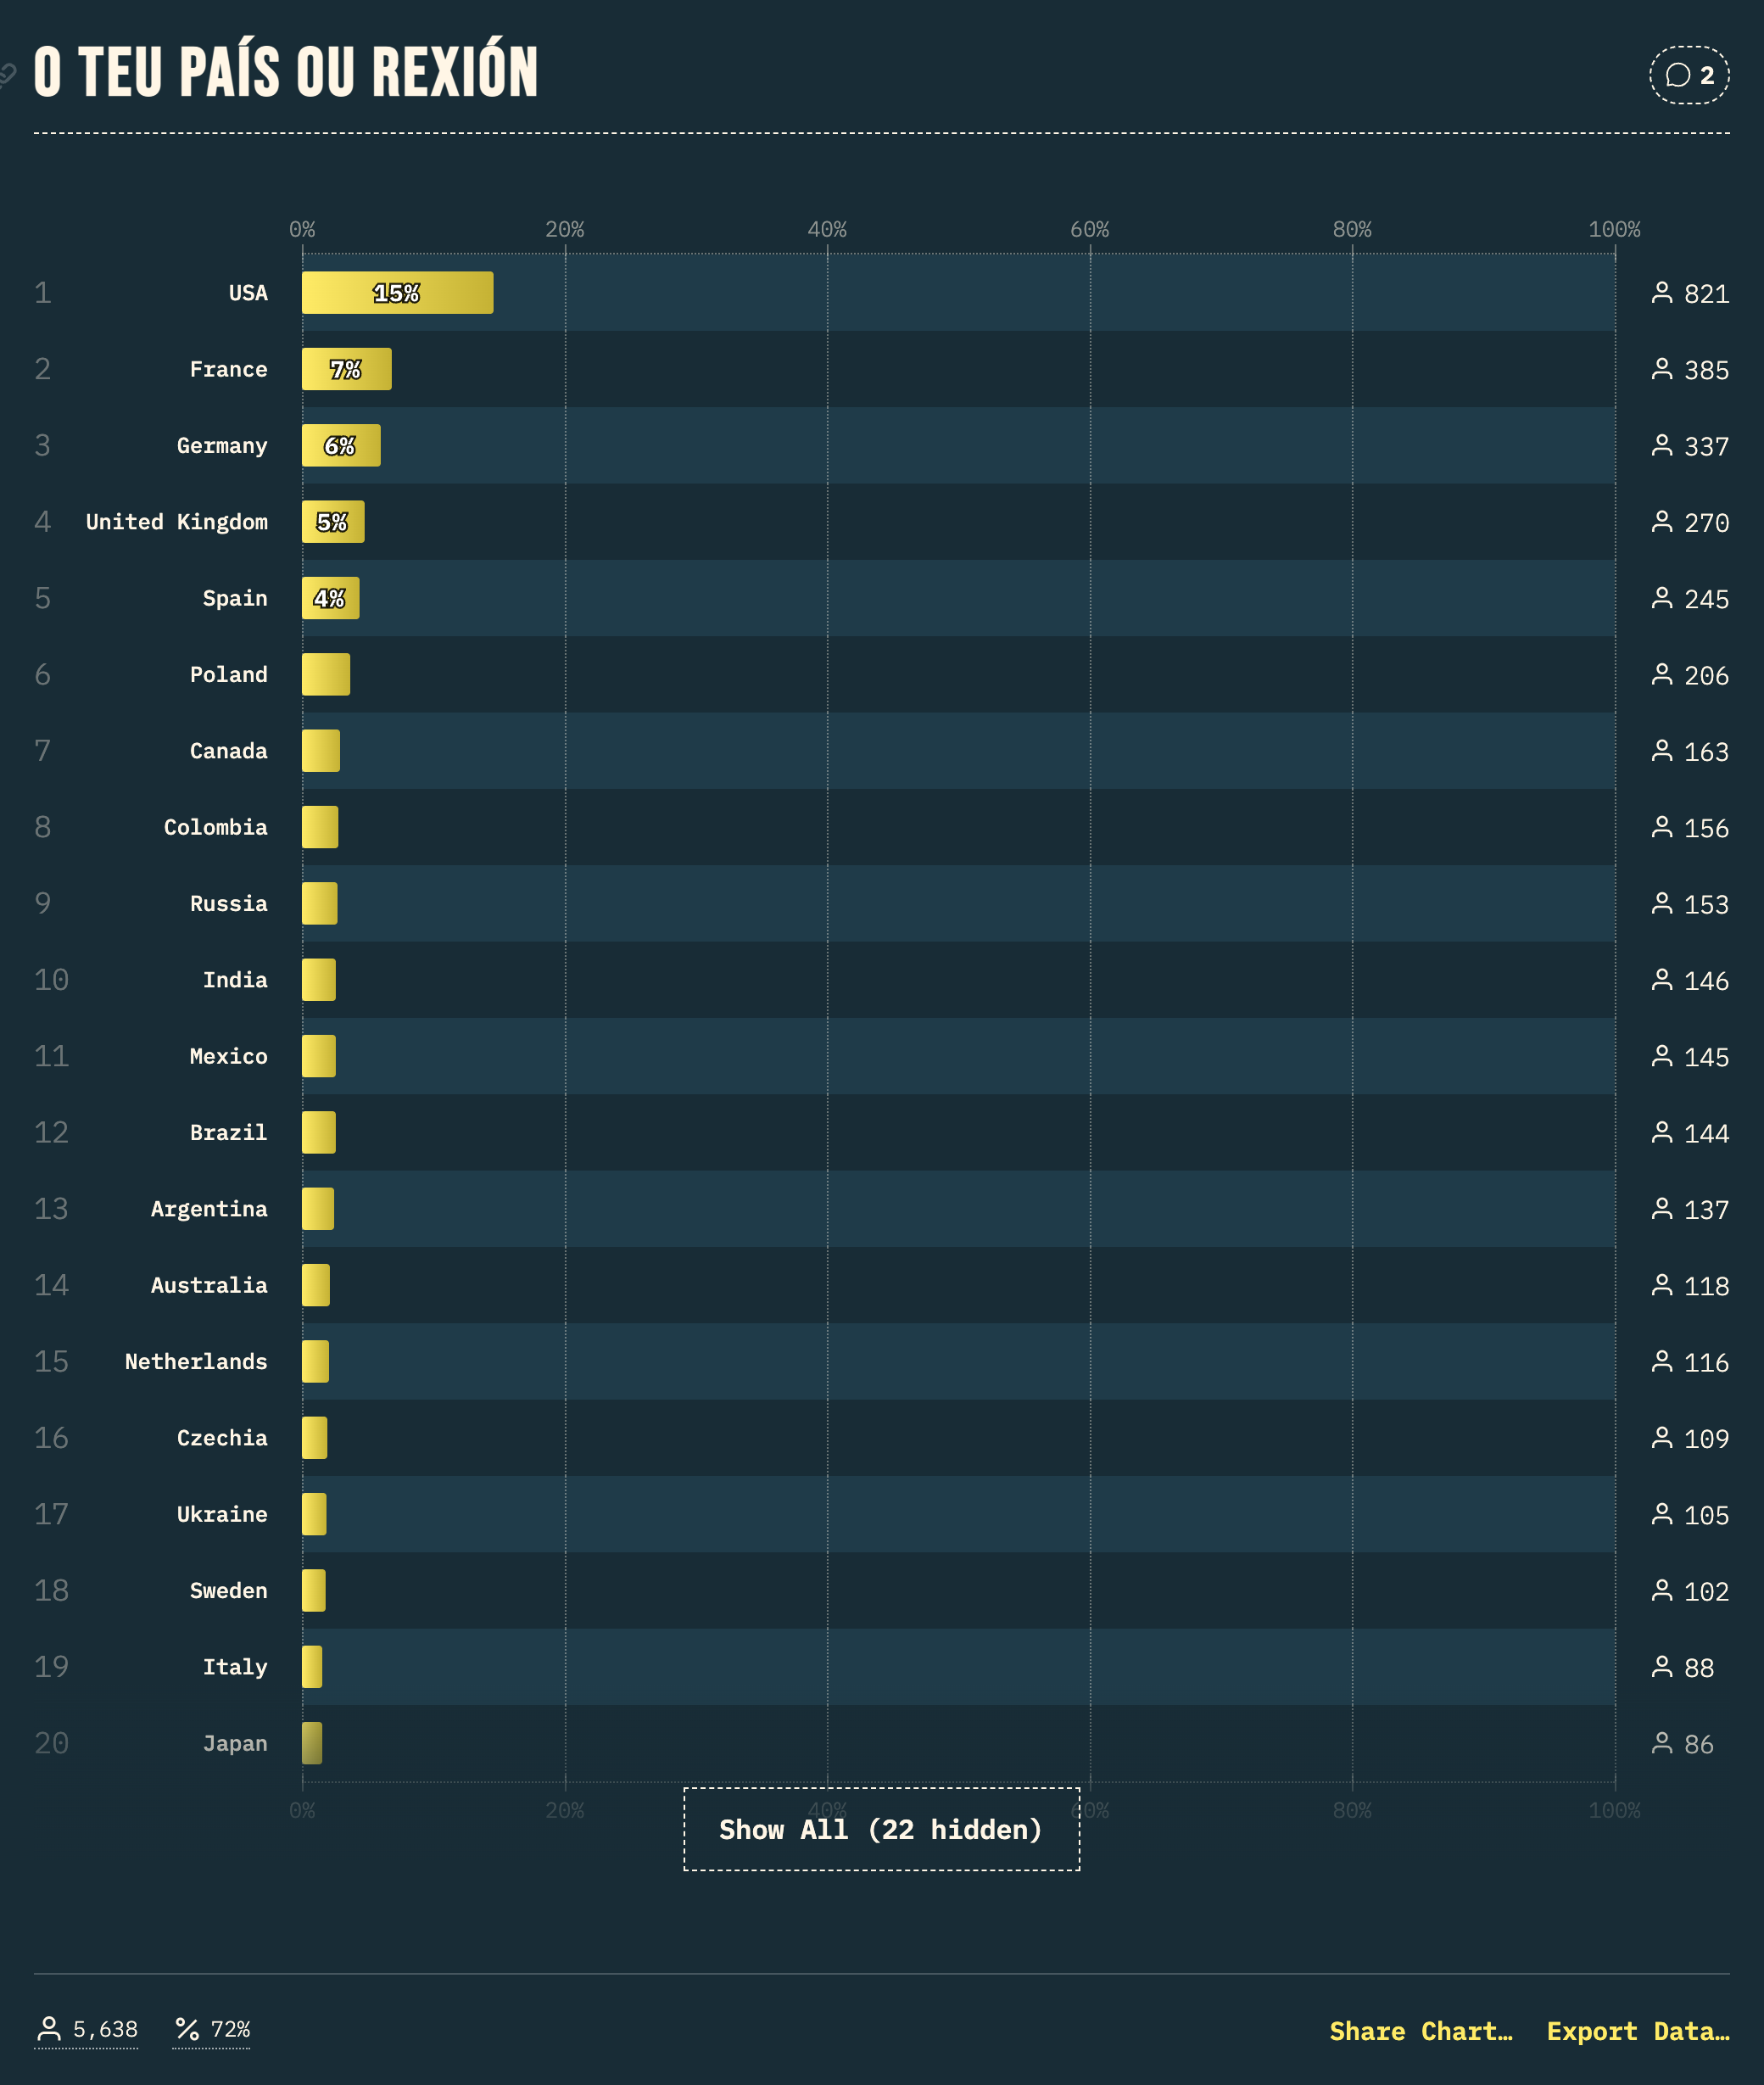 O TEU PAÍS OU REXIÓN
2
0% 20% 40% 60% 80% 100%
1 USA 15% 821
2 France 7% 385
3 Germany 6% 337
4 United Kingdom 5% 270
5 Spain 4% 245
6 Poland 206
7 Canada 163
8 Colombia 156
9 Russia 153
10 India 146
11 Mexico 145
12 Brazil 144
13 Argentina 137
14 Australia 118
15 Netherlands 116
16 Czechia 109
17 Ukraine 105
18 Sweden 102
19 Italy 88
20 Japan 86
0% 20% 40% 60% 80% 100%
Show All (22 hidden)
5,638 % 72% Share Chart… Export Data…